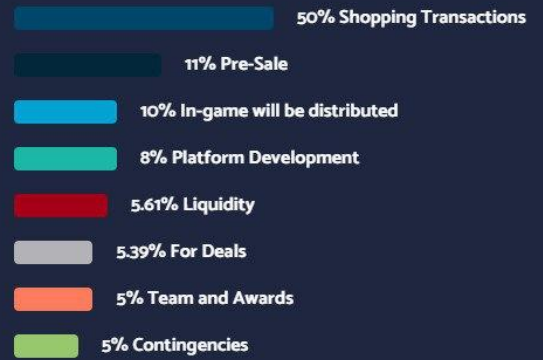 50% Shopping Transactions
11% Pre-Sale
10% In-game will be distributed
8% Platform Development
5.61% Liquidity
5.39% For Deals
5% Team and Awards
5% Contingencies